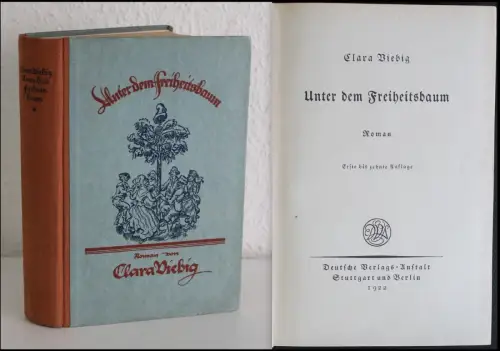 Unter dem Freiheitsbaum
Roman von
Clara Viebig
Clara Viebig
Unter dem Freiheitsbaum
Roman
Erste bis zehnte Auflage
Deutsche Verlags-Anstalt
Stuttgart und Berlin
1922